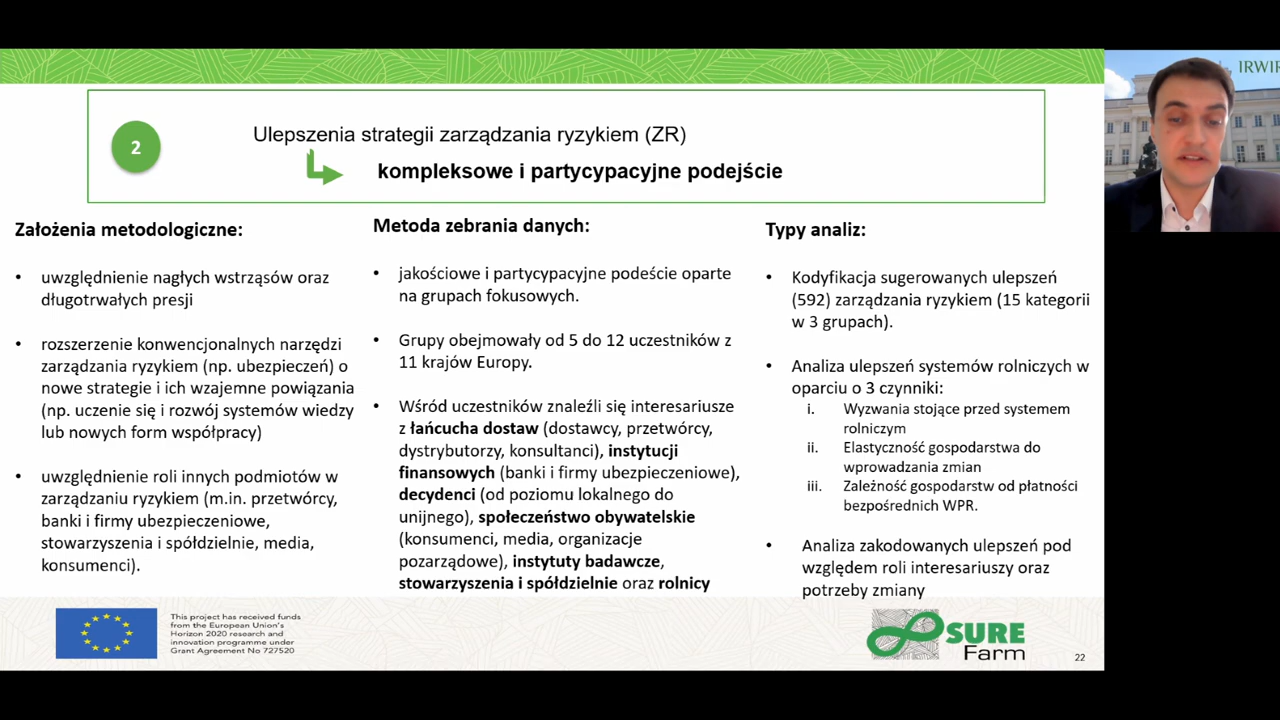 IRWIR
2
Ulepszenia strategii zarządzania ryzykiem (ZR)
kompleksowe i partycypacyjne podejście
Założenia metodologiczne:
• uwzględnienie nagłych wstrząsów oraz
długotrwałych presji
• rozszerzenie konwencjonalnych narzędzi
zarządzania ryzykiem (np. ubezpieczeń) o
nowe strategie i ich wzajemne powiązania
(np. uczenie się i rozwój systemów wiedzy
lub nowych form współpracy)
• uwzględnienie roli innych podmiotów w
zarządzaniu ryzykiem (m.in. przetwórcy,
banki i firmy ubezpieczeniowe,
stowarzyszenia i spółdzielnie, media,
konsumenci).
Metoda zebrania danych:
• jakościowe i partycypacyjne podeście oparte
na grupach fokusowych.
• Grupy obejmowały od 5 do 12 uczestników z
11 krajów Europy.
• Wśród uczestników znaleźli się interesariusze
z łańcucha dostaw (dostawcy, przetwórcy,
dystrybutorzy, konsultanci), instytucji
finansowych (banki i firmy ubezpieczeniowe),
decydenci (od poziomu lokalnego do
unijnego), społeczeństwo obywatelskie
(konsumenci, media, organizacje
pozarządowe), instytuty badawcze,
stowarzyszenia i spółdzielnie oraz rolnicy
Typy analiz:
• Kodyfikacja sugerowanych ulepszeń
(592) zarządzania ryzykiem (15 kategorii
w 3 grupach).
• Analiza ulepszeń systemów rolniczych w
oparciu o 3 czynniki:
i. Wyzwania stojące przed systemem
rolniczym
ii. Elastyczność gospodarstwa do
wprowadzania zmian
iii. Zależność gospodarstw od płatności
bezpośrednich WPR.
• Analiza zakodowanych ulepszeń pod
względem roli interesariuszy oraz
potrzeby zmiany
This project has received funds
from the European Union's
Horizon 2020 research and
innovation programme under
Grant Agreement No 727520
SURE
Farm
22